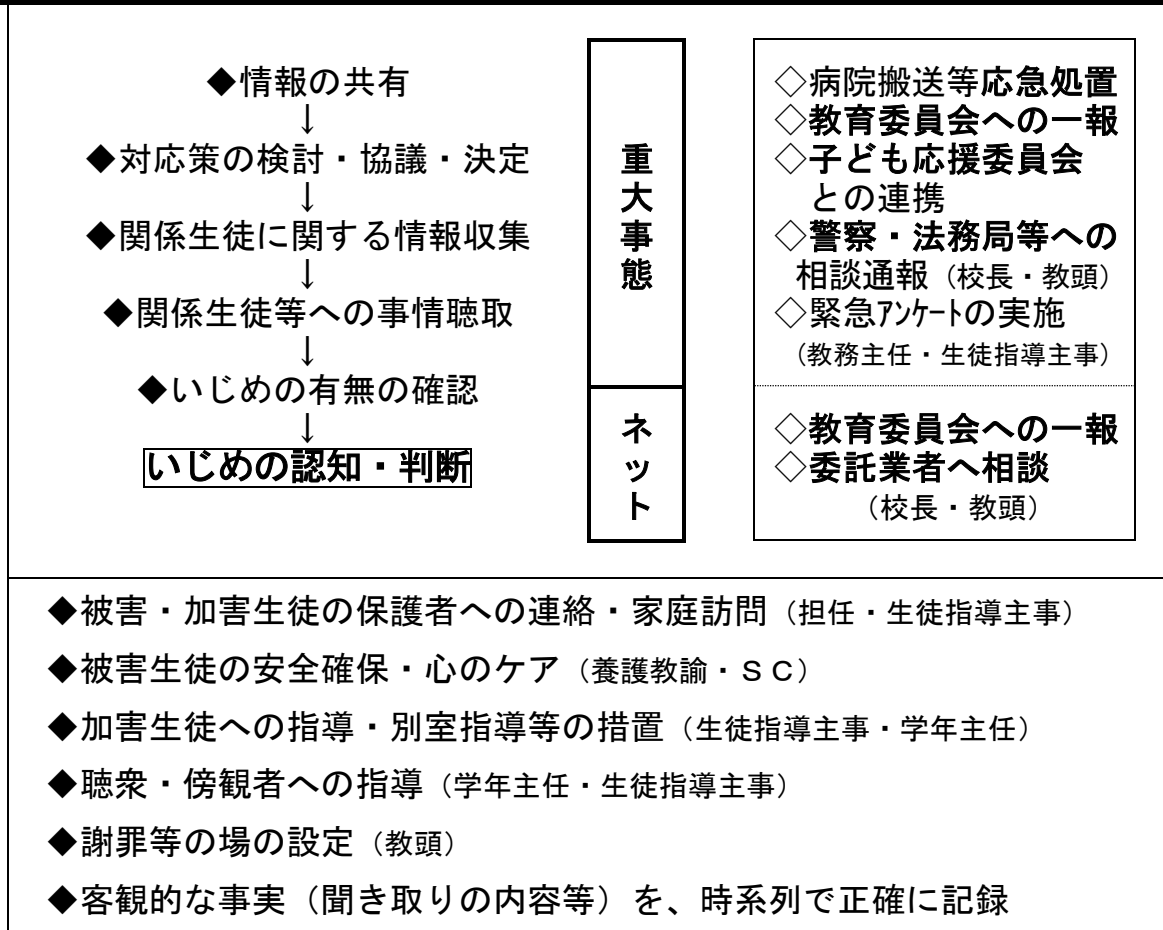 ◆情報の共有
↓
◆対応策の検討・協議・決定
↓
◆関係生徒に関する情報収集
↓
◆関係生徒等への事情聴取
↓
◆いじめの有無の確認
↓
いじめの認知・判断
重大事態
◇病院搬送等応急処置
◇教育委員会への一報
◇子ども応援委員会
との連携
◇警察・法務局等への
相談通報（校長・教頭）
◇緊急ｱﾝｹｰﾄの実施
（教務主任・生徒指導主事）
ネット
◇教育委員会への一報
◇委託業者へ相談
（校長・教頭）
◆被害・加害生徒の保護者への連絡・家庭訪問（担任・生徒指導主事）
◆被害生徒の安全確保・心のケア（養護教諭・ＳＣ）
◆加害生徒への指導・別室指導等の措置（生徒指導主事・学年主任）
◆聴衆・傍観者への指導（学年主任・生徒指導主事）
◆謝罪等の場の設定（教頭）
◆客観的な事実（聞き取りの内容等）を、時系列で正確に記録